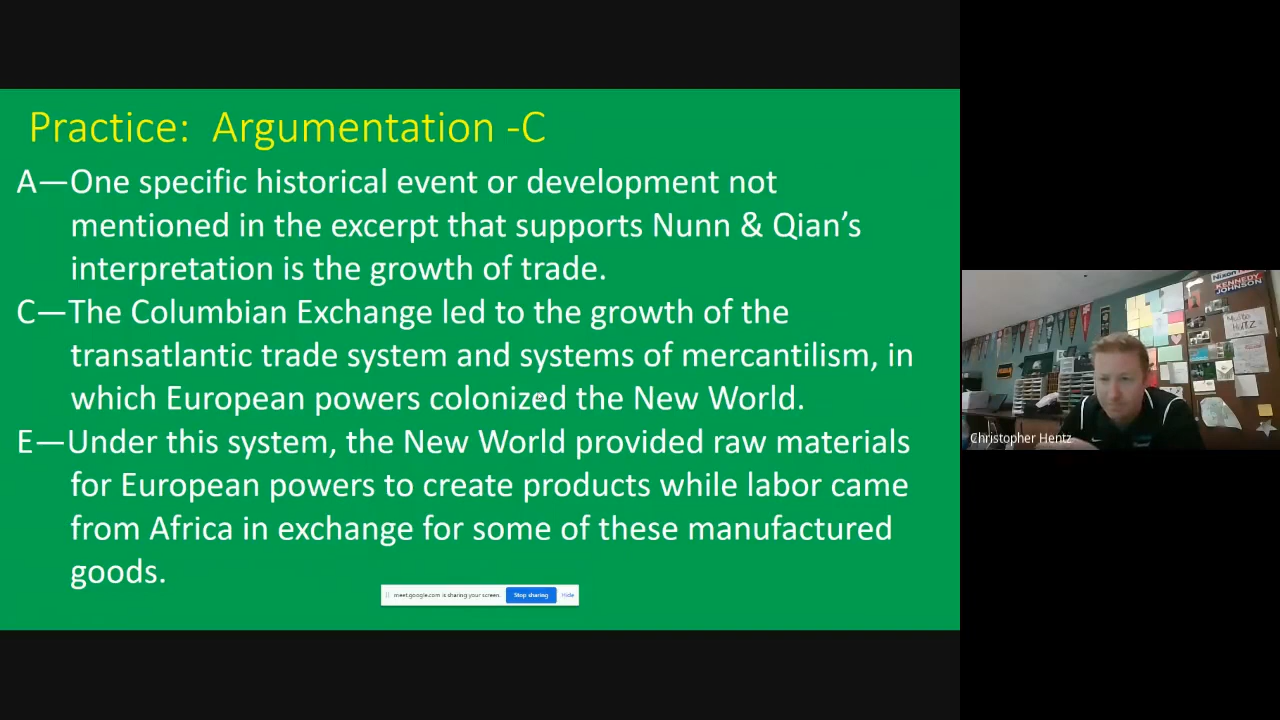 Practice: Argumentation -C
A—One specific historical event or development not
mentioned in the excerpt that supports Nunn & Qian’s
interpretation is the growth of trade.
C—The Columbian Exchange led to the growth of the
transatlantic trade system and systems of mercantilism, in
which European powers colonized the New World.
E—Under this system, the New World provided raw materials
for European powers to create products while labor came
from Africa in exchange for some of these manufactured
goods.
meet.google.com is sharing your screen.
Stop sharing
Hide
KENNEDY
JOHNSON
HENTZ
Christopher Hentz